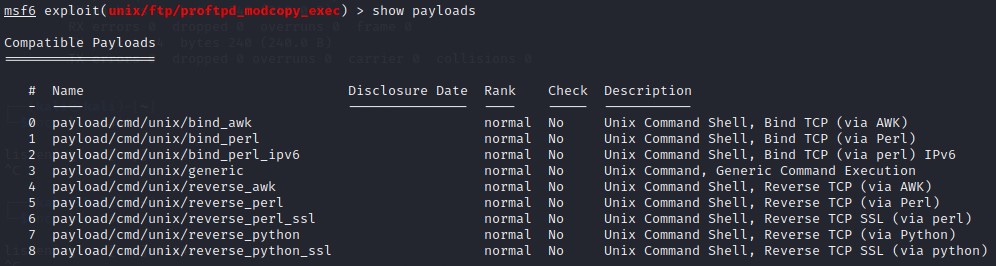 msf6 exploit(unix/ftp/proftpd_modcopy_exec) > show payloads
Compatible Payloads
===================
# Name Disclosure Date Rank Check Description
- ---- --------------- ---- ----- -----------
0 payload/cmd/unix/bind_awk normal No Unix Command Shell, Bind TCP (via AWK)
1 payload/cmd/unix/bind_perl normal No Unix Command Shell, Bind TCP (via Perl)
2 payload/cmd/unix/bind_perl_ipv6 normal No Unix Command Shell, Bind TCP (via perl) IPv6
3 payload/cmd/unix/generic normal No Unix Command, Generic Command Execution
4 payload/cmd/unix/reverse_awk normal No Unix Command Shell, Reverse TCP (via AWK)
5 payload/cmd/unix/reverse_perl normal No Unix Command Shell, Reverse TCP (via Perl)
6 payload/cmd/unix/reverse_perl_ssl normal No Unix Command Shell, Reverse TCP SSL (via perl)
7 payload/cmd/unix/reverse_python normal No Unix Command Shell, Reverse TCP (via Python)
8 payload/cmd/unix/reverse_python_ssl normal No Unix Command Shell, Reverse TCP SSL (via python)